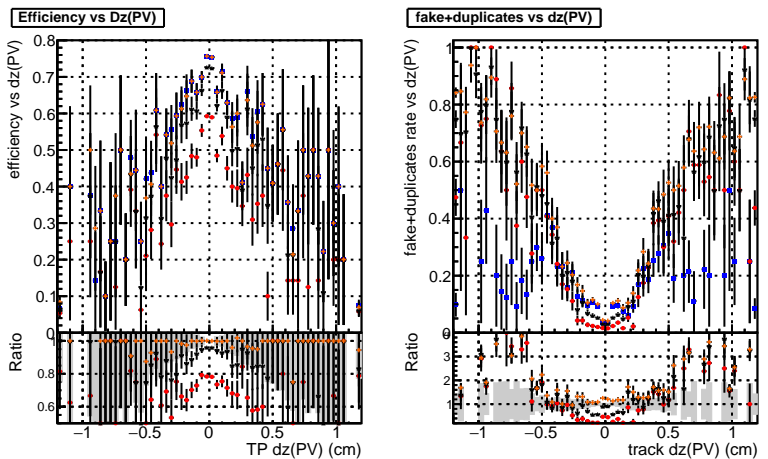 Efficiency vs Dz(PV)
efficiency vs dz(PV)
0.8
0.7
0.6
0.5
0.4
0.3
0.2
0.1
0
Ratio
1
0.8
0.6
−1 −0.5 0 0.5 1
TP dz(PV) (cm)
fake+duplicates vs dz(PV)
fake+duplicates rate vs dz(PV)
1
0.8
0.6
0.4
0.2
0
Ratio
3
2
1
−1 −0.5 0 0.5 1
track dz(PV) (cm)